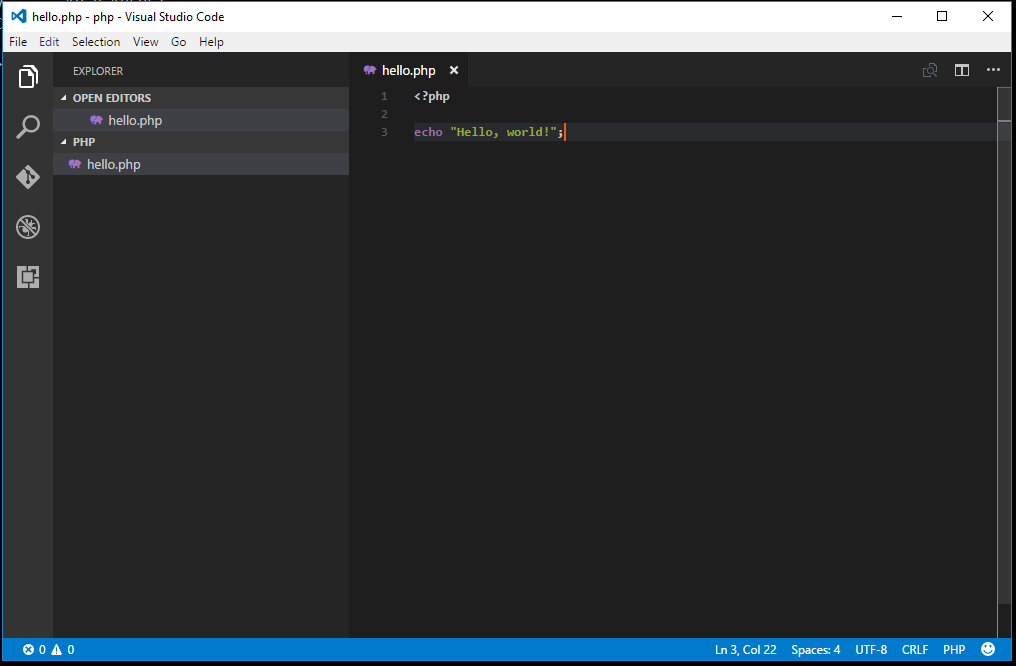 hello.php - php - Visual Studio Code
File Edit Selection View Go Help
EXPLORER
OPEN EDITORS
hello.php
PHP
hello.php
hello.php
1 <?php
2
3 echo "Hello, world!";
0 0
Ln 3, Col 22 Spaces: 4 UTF-8 CRLF PHP